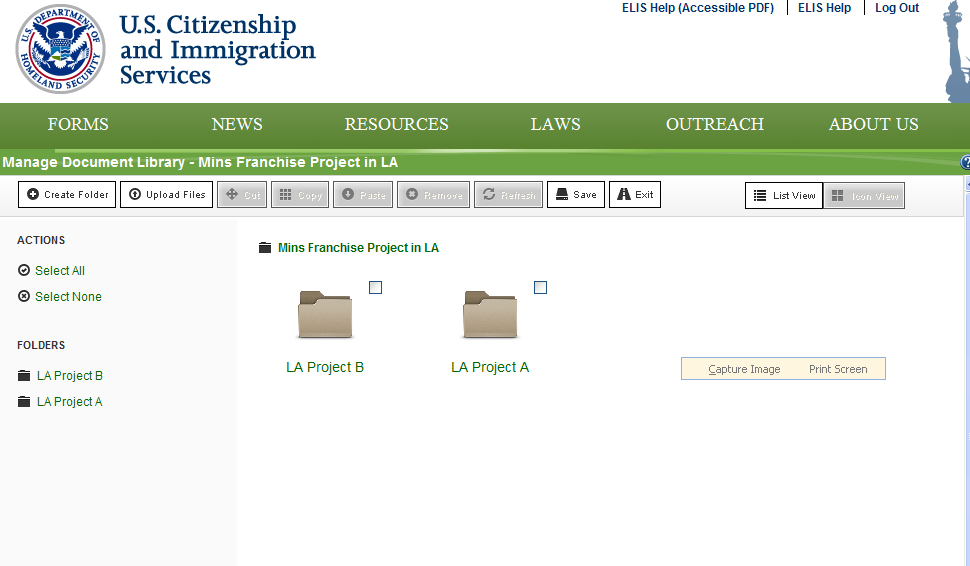 ELIS Help (Accessible PDF) ELIS Help Log Out
U.S. DEPARTMENT OF HOMELAND SECURITY
U.S. Citizenship
and Immigration
Services
FORMS NEWS RESOURCES LAWS OUTREACH ABOUT US
Manage Document Library - Mins Franchise Project in LA ?
Create Folder Upload Files Cut Copy Paste Remove Refresh Save Exit List View Icon View
ACTIONS
Select All
Select None
FOLDERS
LA Project B
LA Project A
Mins Franchise Project in LA
LA Project B LA Project A
Capture Image Print Screen